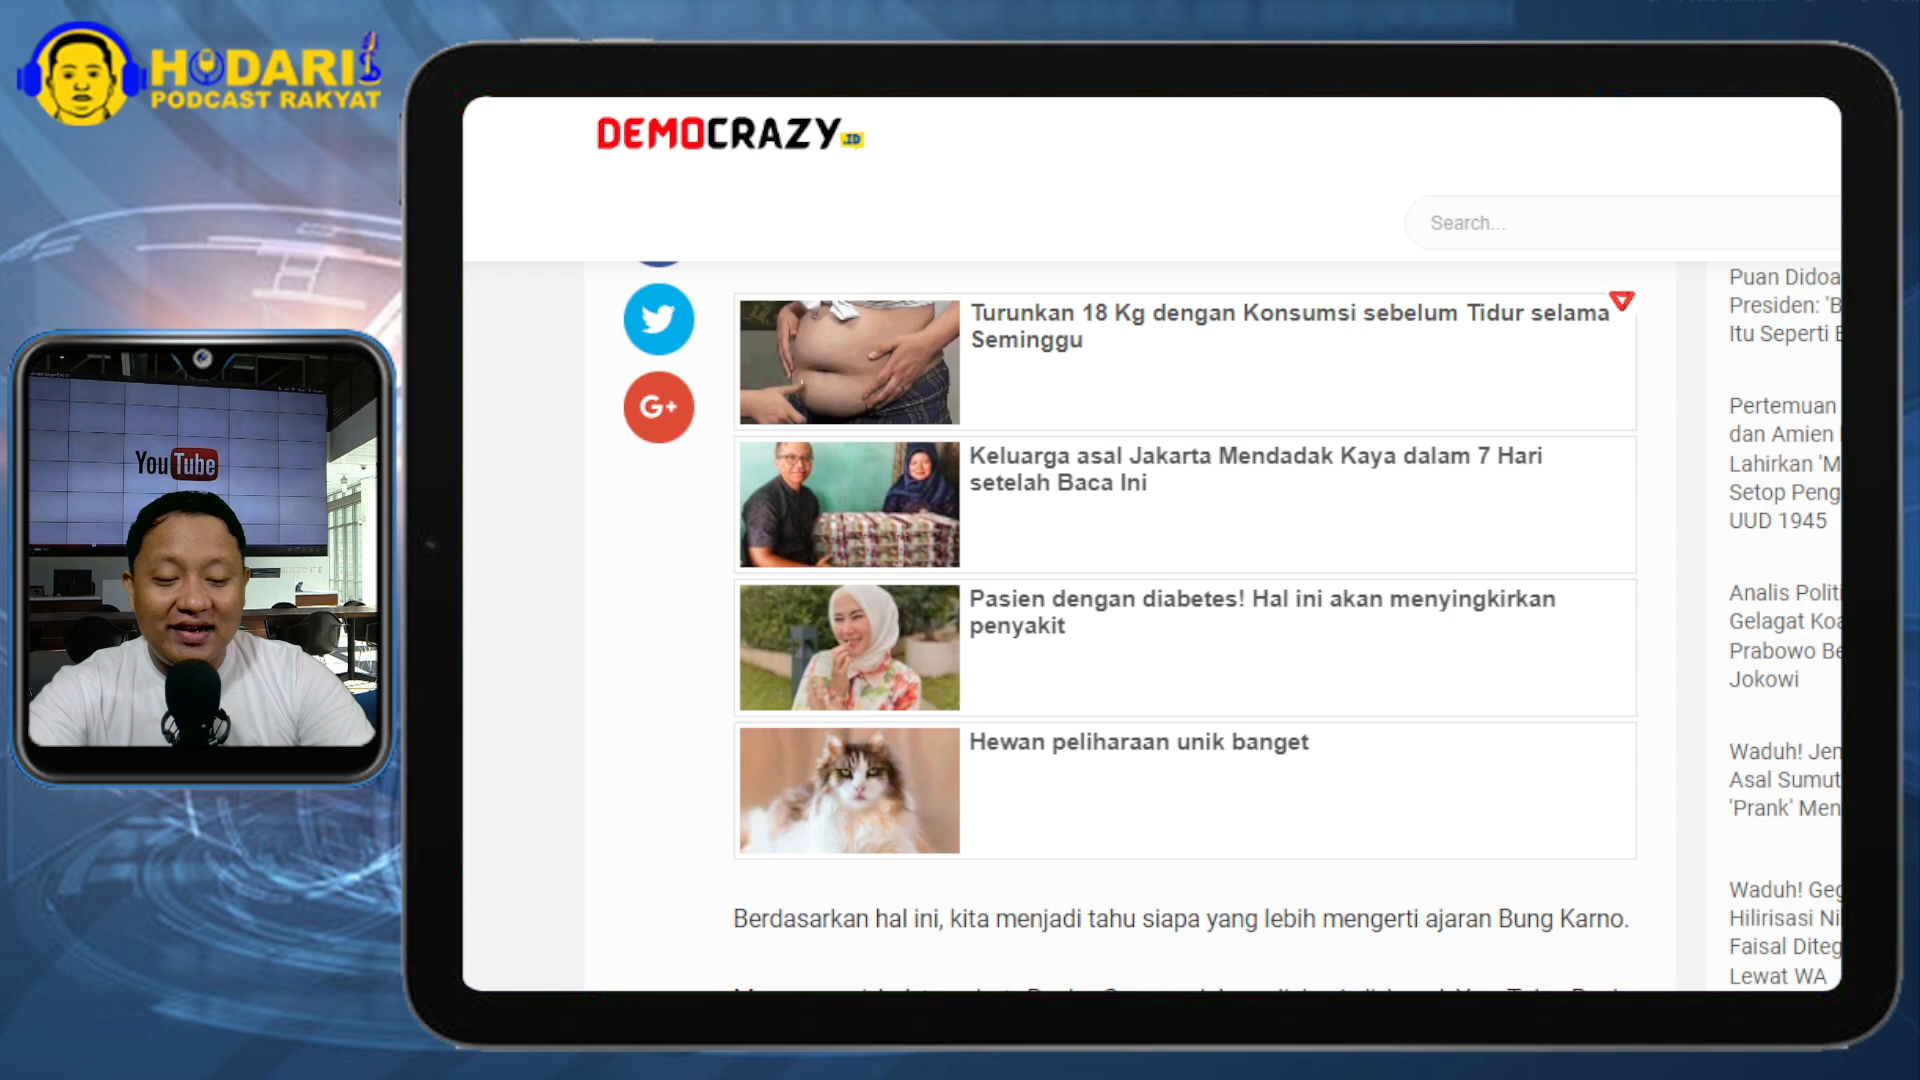 HODARI
PODCAST RAKYAT
DEMOCRAZY.ID
Search...
G+
Turunkan 18 Kg dengan Konsumsi sebelum Tidur selama
Seminggu
Keluarga asal Jakarta Mendadak Kaya dalam 7 Hari
setelah Baca Ini
Pasien dengan diabetes! Hal ini akan menyingkirkan
penyakit
Hewan peliharaan unik banget
Berdasarkan hal ini, kita menjadi tahu siapa yang lebih mengerti ajaran Bung Karno.
Puan Didoa
Presiden: 'B
Itu Seperti
Pertemuan
dan Amien
Lahirkan 'M
Setop Peng
UUD 1945
Analis Politi
Gelagat Koa
Prabowo Be
Jokowi
Waduh! Jen
Asal Sumut
'Prank' Men
Waduh! Geg
Hilirisasi Ni
Faisal Diteg
Lewat WA
YouTube